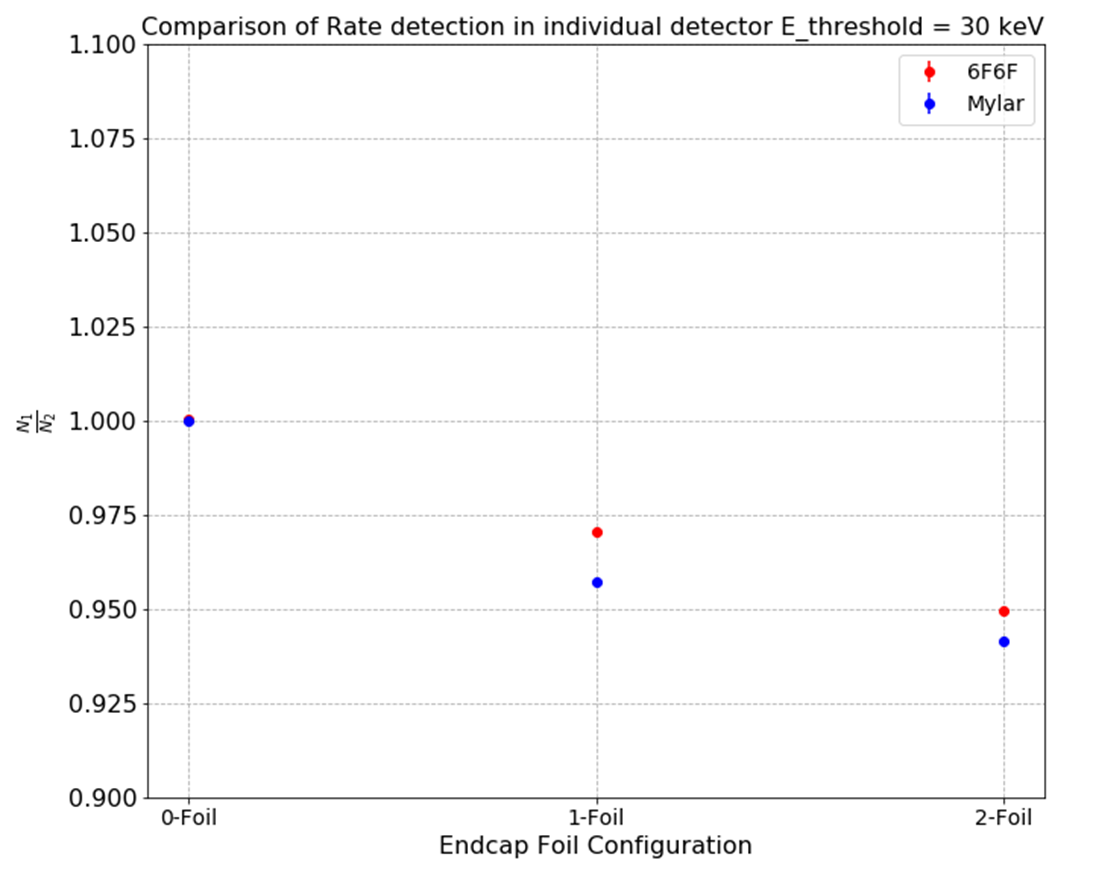 Comparison of Rate detection in individual detector E_threshold = 30 keV
1.100
6F6F
Mylar
1.075
1.050
1.025
N₁/N₂
1.000
0.975
0.950
0.925
0.900
0-Foil 1-Foil 2-Foil
Endcap Foil Configuration